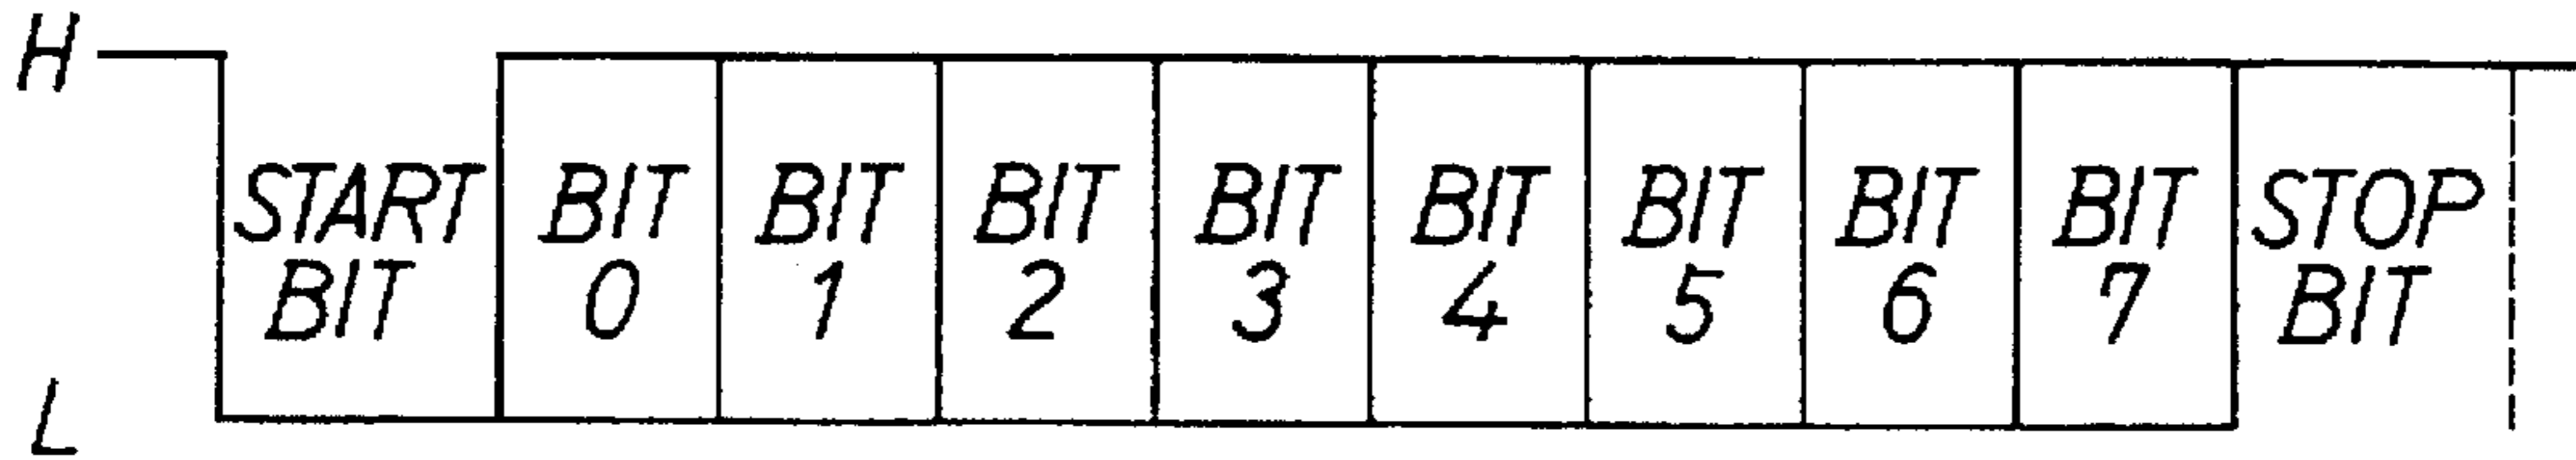 H
START BIT
BIT 0
BIT 1
BIT 2
BIT 3
BIT 4
BIT 5
BIT 6
BIT 7
STOP BIT
L